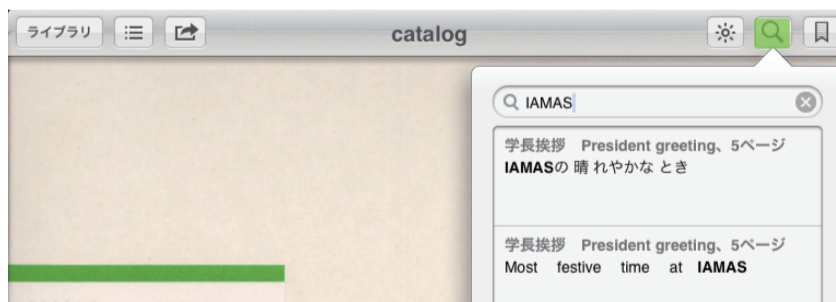 ライブラリ
catalog
IAMAS
学長挨拶 President greeting、5ページ
IAMASの 晴 れやかな とき
学長挨拶 President greeting、5ページ
Most festive time at IAMAS